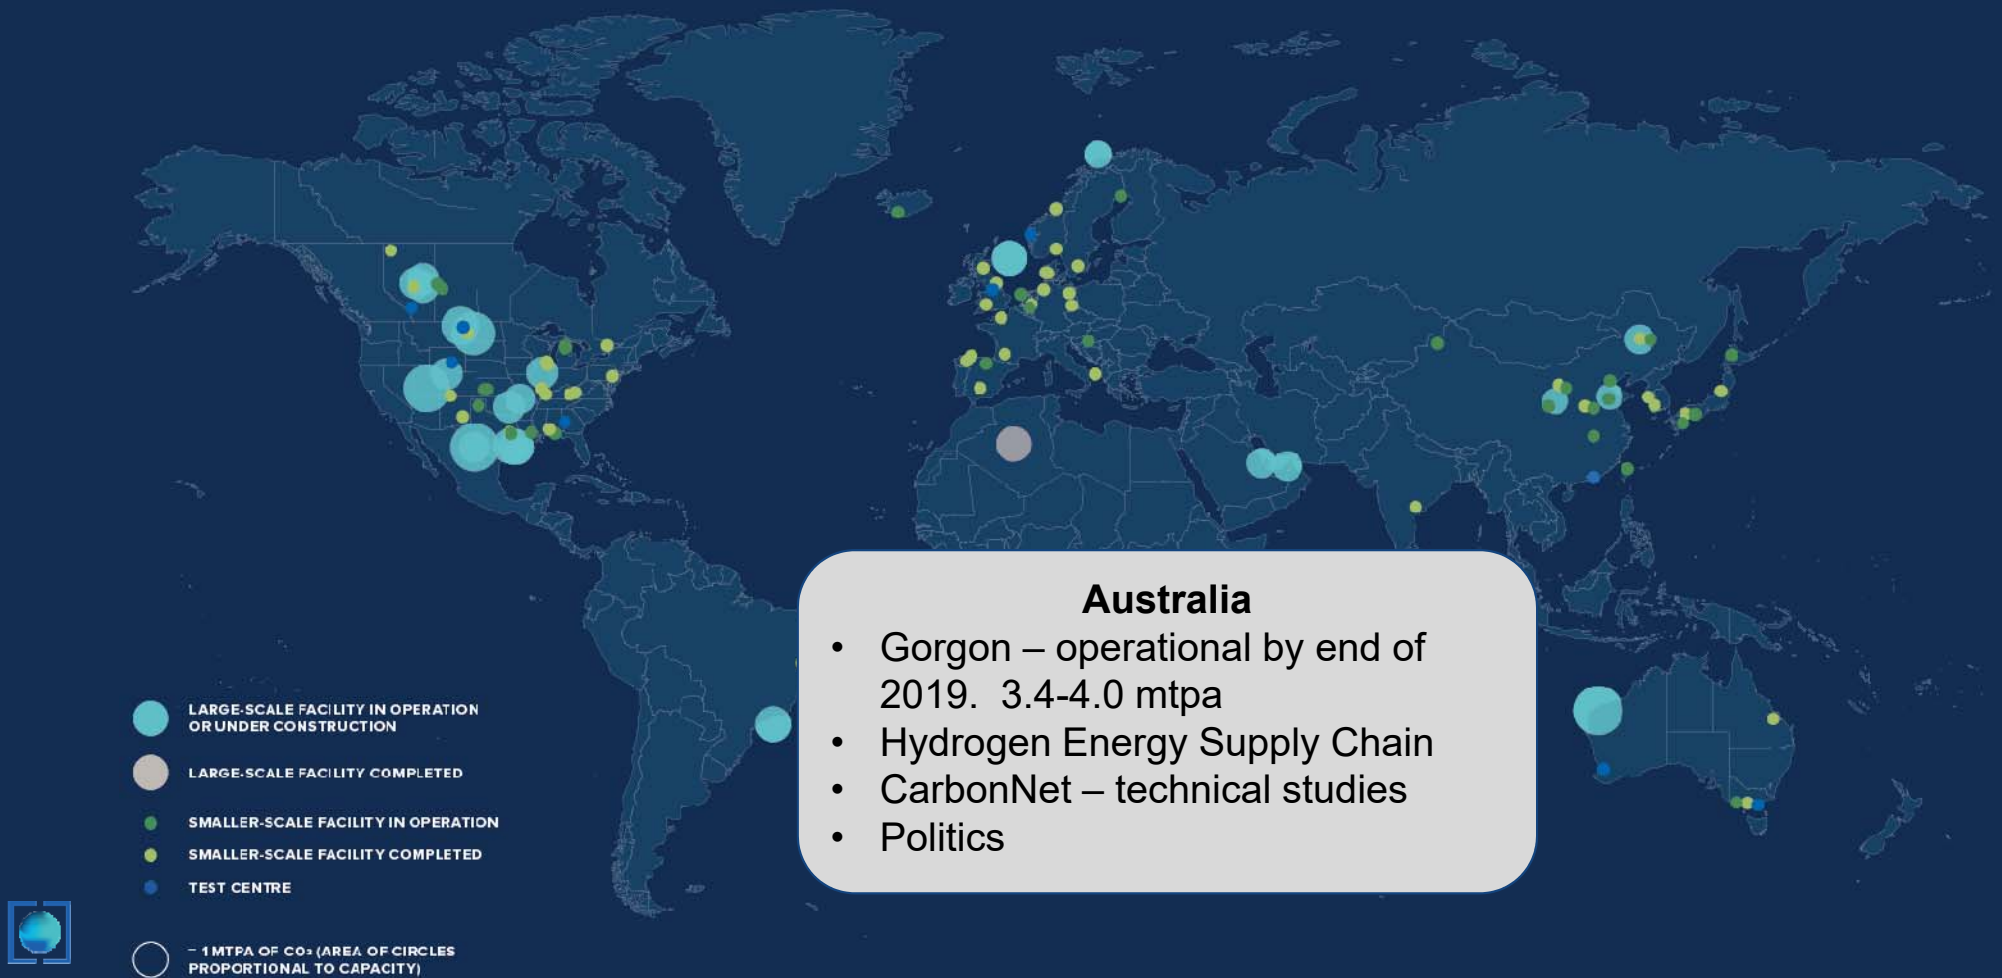 Australia
• Gorgon – operational by end of
2019. 3.4-4.0 mtpa
• Hydrogen Energy Supply Chain
• CarbonNet – technical studies
• Politics
LARGE-SCALE FACILITY IN OPERATION
OR UNDER CONSTRUCTION
LARGE-SCALE FACILITY COMPLETED
SMALLER-SCALE FACILITY IN OPERATION
SMALLER-SCALE FACILITY COMPLETED
TEST CENTRE
– 1 MTPA OF CO₂ (AREA OF CIRCLES
PROPORTIONAL TO CAPACITY)